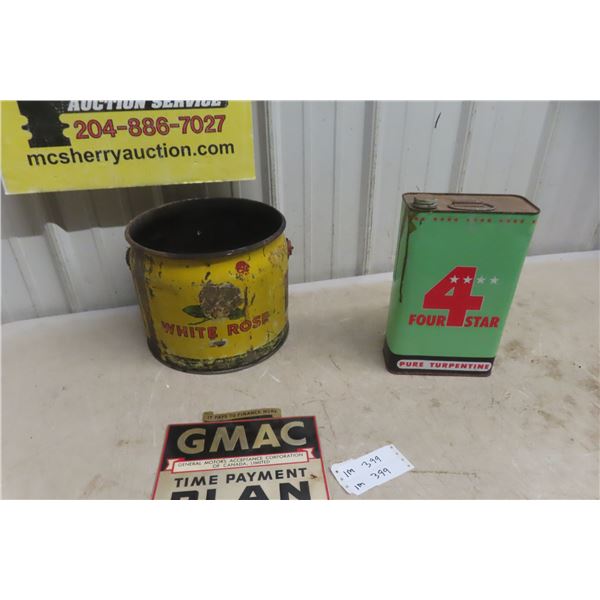 AUCTION SERVICE
204-886-7027
mcsherryauction.com
WHITE ROSE
4
FOUR STAR
PURE TURPENTINE
IT PAYS TO FINANCE WITH
GMAC
GENERAL MOTORS ACCEPTANCE CORPORATION
OF CANADA, LIMITED
TIME PAYMENT
PLAN
1M 399
1M 399